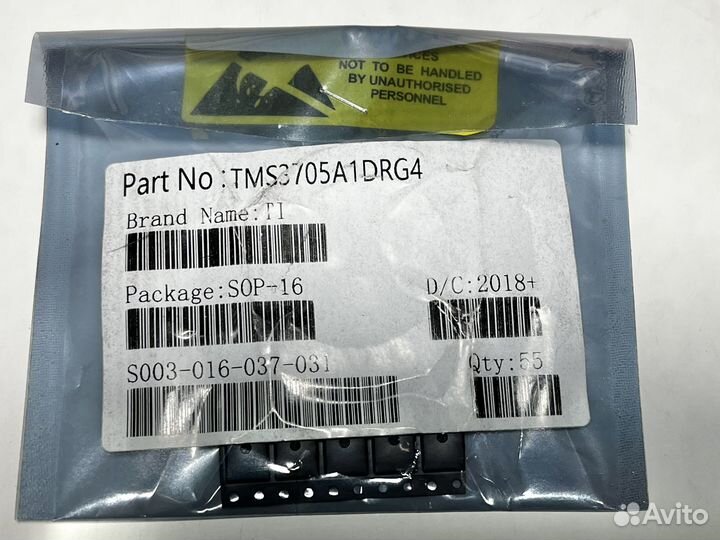 NOT TO BE HANDLED
BY UNAUTHORISED
PERSONNEL
Part No :TMS3705A1DRG4
Brand Name:TI
Package:SOP-16
D/C:2018+
S003-016-037-031
Qty:55
Avito